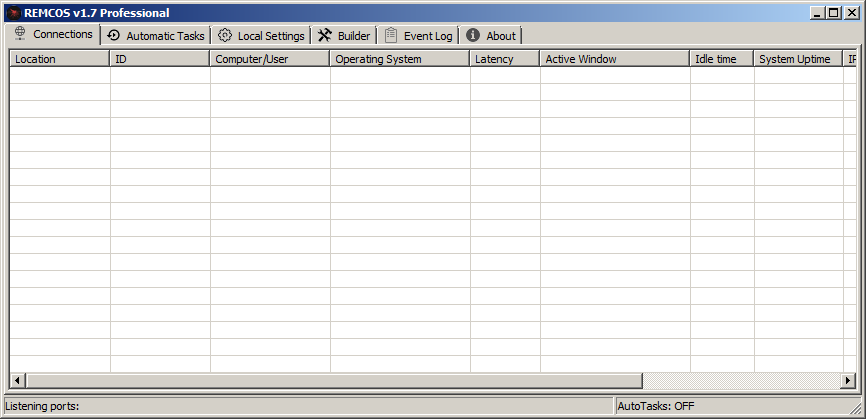 REMCOS v1.7 Professional
Connections Automatic Tasks Local Settings Builder Event Log About
Location ID Computer/User Operating System Latency Active Window Idle time System Uptime IP
Listening ports: AutoTasks: OFF